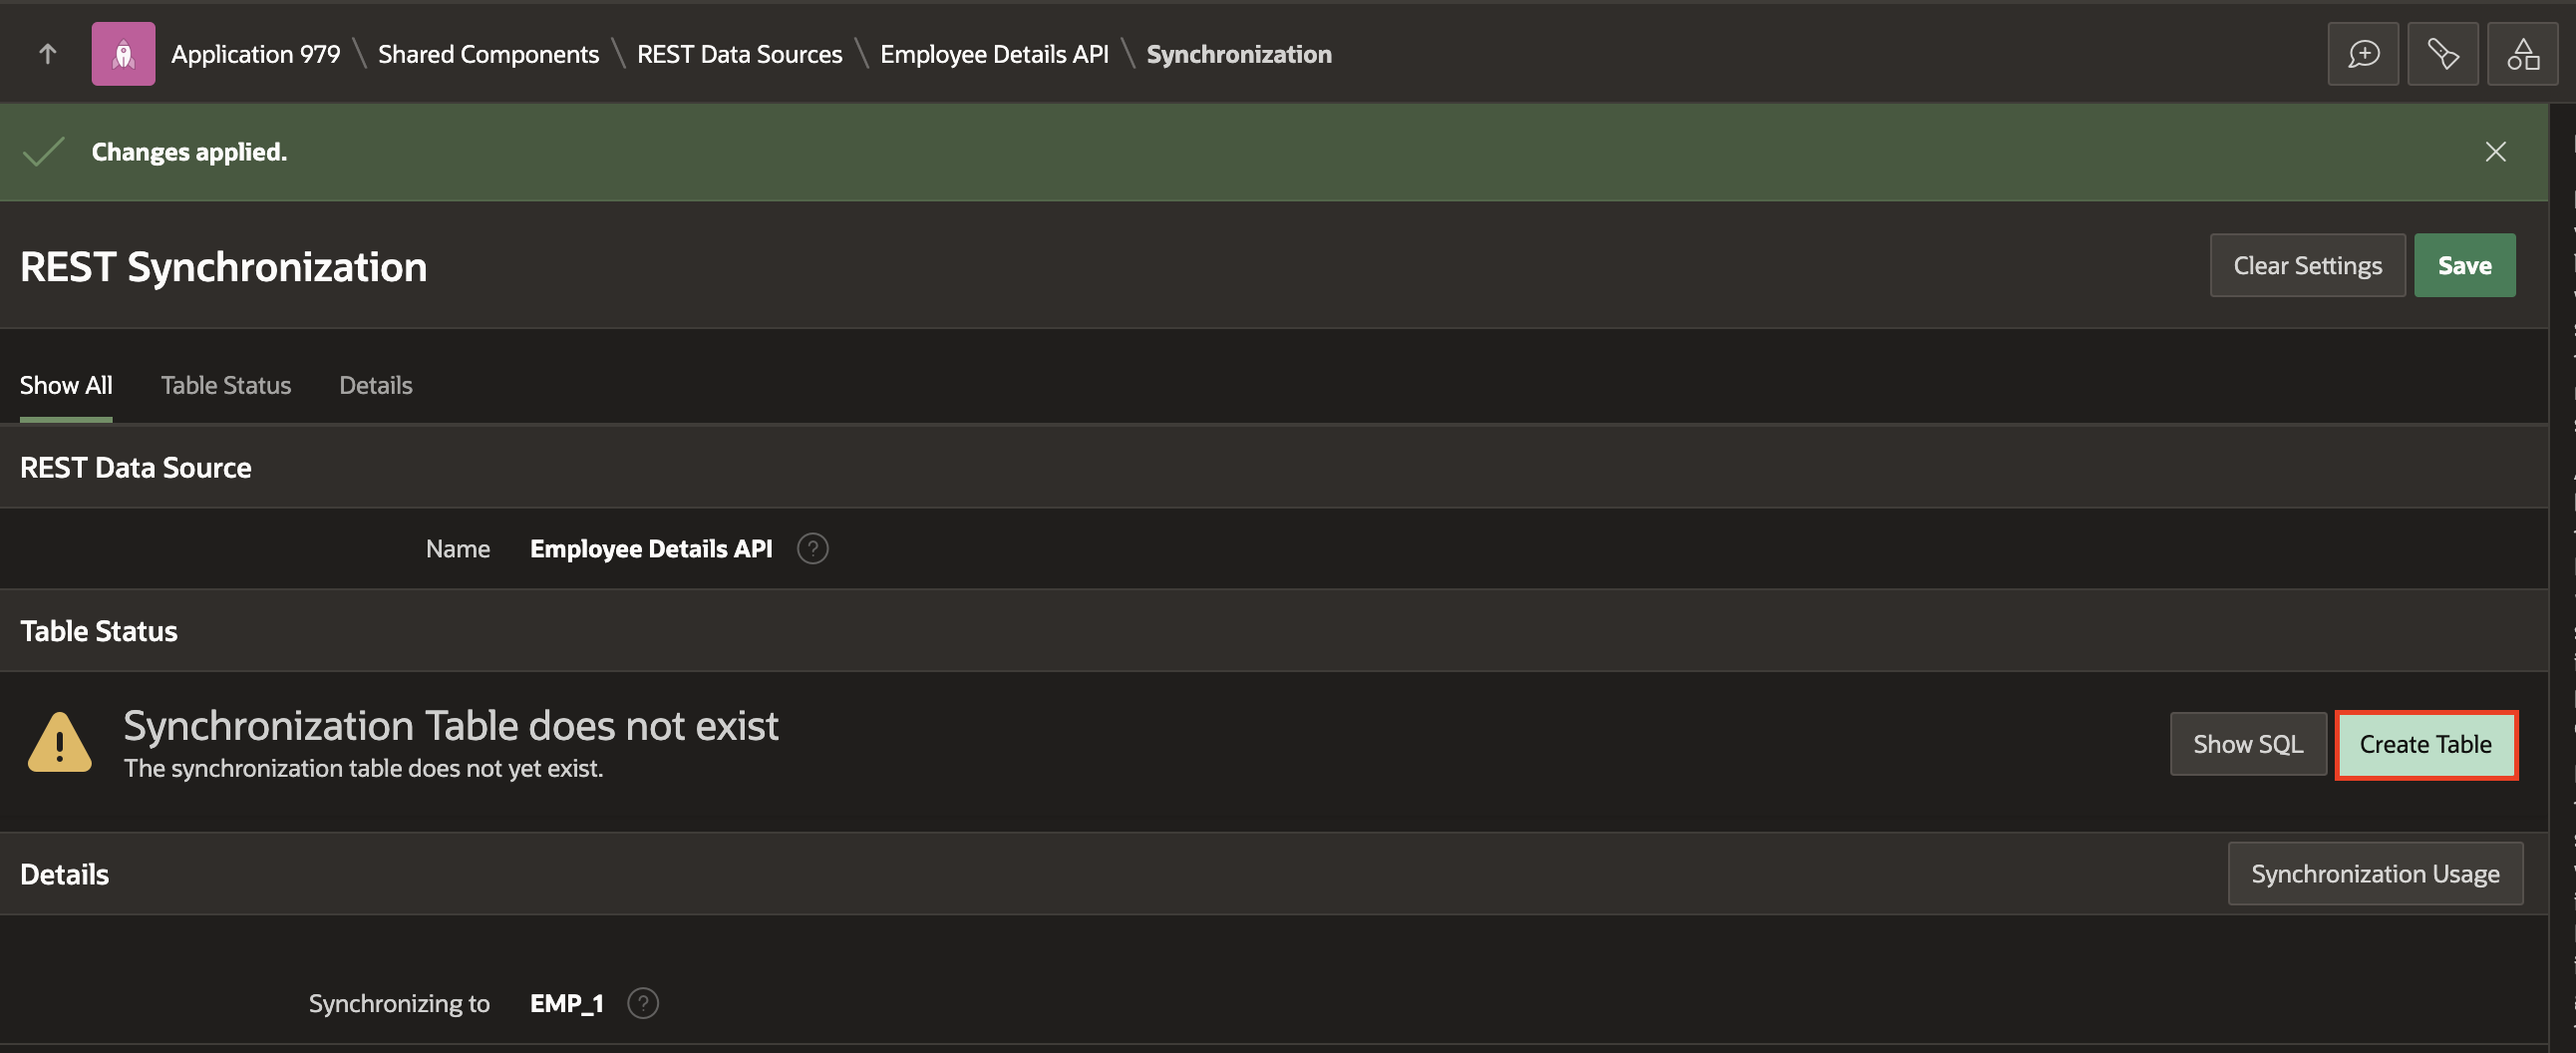 Application 979 \ Shared Components \ REST Data Sources \ Employee Details API \ Synchronization
Changes applied.
REST Synchronization
Clear Settings
Save
Show All
Table Status
Details
REST Data Source
Name
Employee Details API
?
Table Status
Synchronization Table does not exist
The synchronization table does not yet exist.
Show SQL
Create Table
Details
Synchronization Usage
Synchronizing to
EMP_1
?